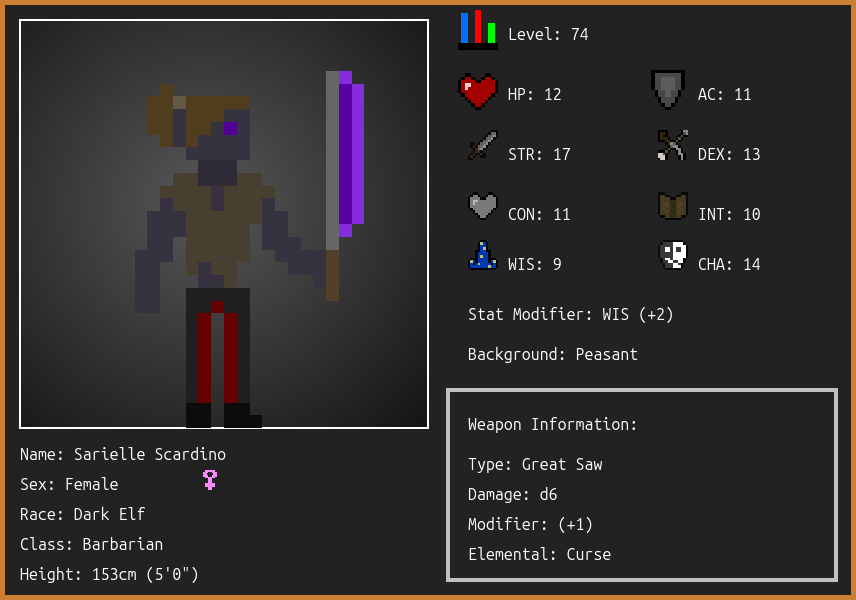 Level: 74
HP: 12
AC: 11
STR: 17
DEX: 13
CON: 11
INT: 10
WIS: 9
CHA: 14
Stat Modifier: WIS (+2)
Background: Peasant
Weapon Information:
Type: Great Saw
Damage: d6
Modifier: (+1)
Elemental: Curse
Name: Sarielle Scardino
Sex: Female
Race: Dark Elf
Class: Barbarian
Height: 153cm (5'0")